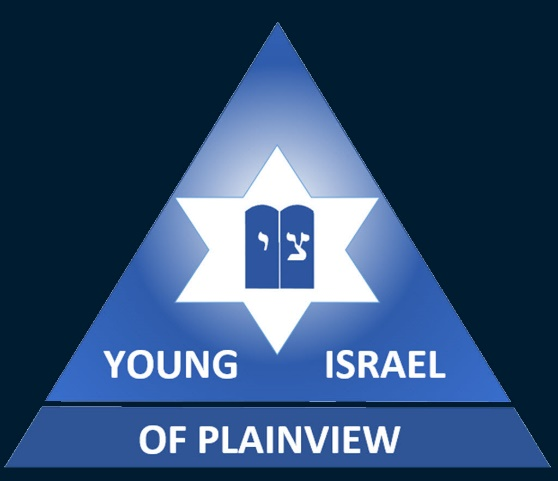 צ י
YOUNG ISRAEL
OF PLAINVIEW